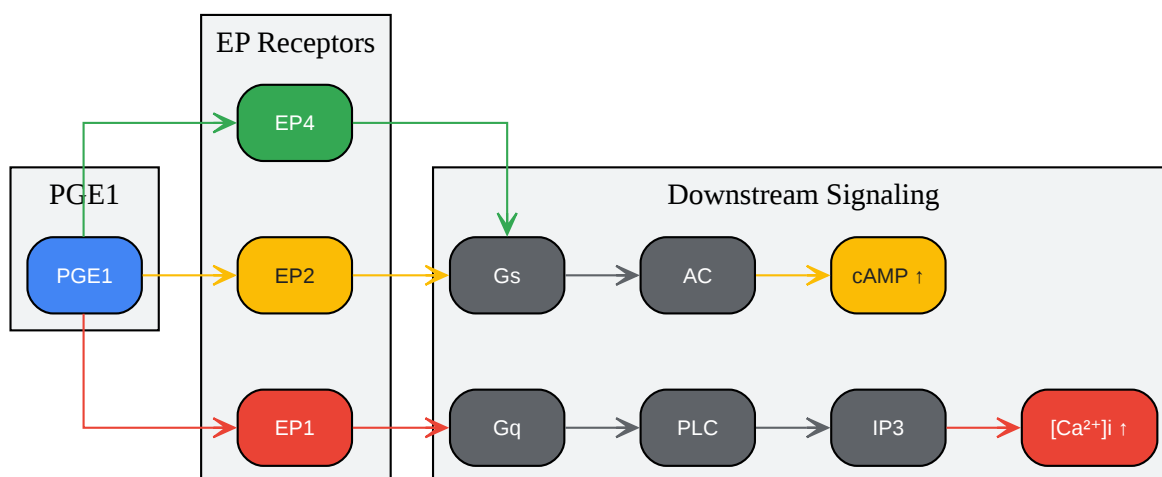 EP Receptors
EP4
PGE1
Downstream Signaling
PGE1
EP2
Gs
AC
cAMP ↑
EP1
Gq
PLC
IP3
[Ca²⁺]i ↑